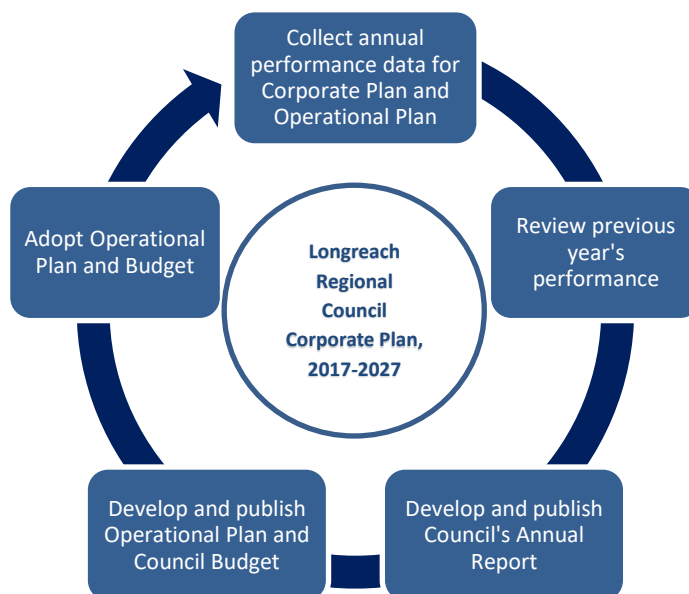 Collect annual
performance data for
Corporate Plan and
Operational Plan
Review previous
year's
performance
Develop and publish
Council's Annual
Report
Develop and publish
Operational Plan and
Council Budget
Adopt Operational
Plan and Budget
Longreach
Regional
Council
Corporate Plan,
2017-2027